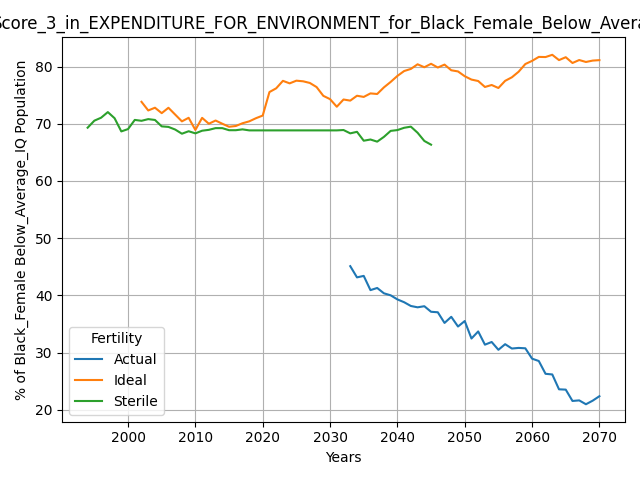 Score_3_in_EXPENDITURE_FOR_ENVIRONMENT_for_Black_Female_Below_Avera
% of Black_Female Below_Average_IQ Population
80
70
60
50
40
30
20
Fertility
Actual
Ideal
Sterile
2000 2010 2020 2030 2040 2050 2060 2070
Years